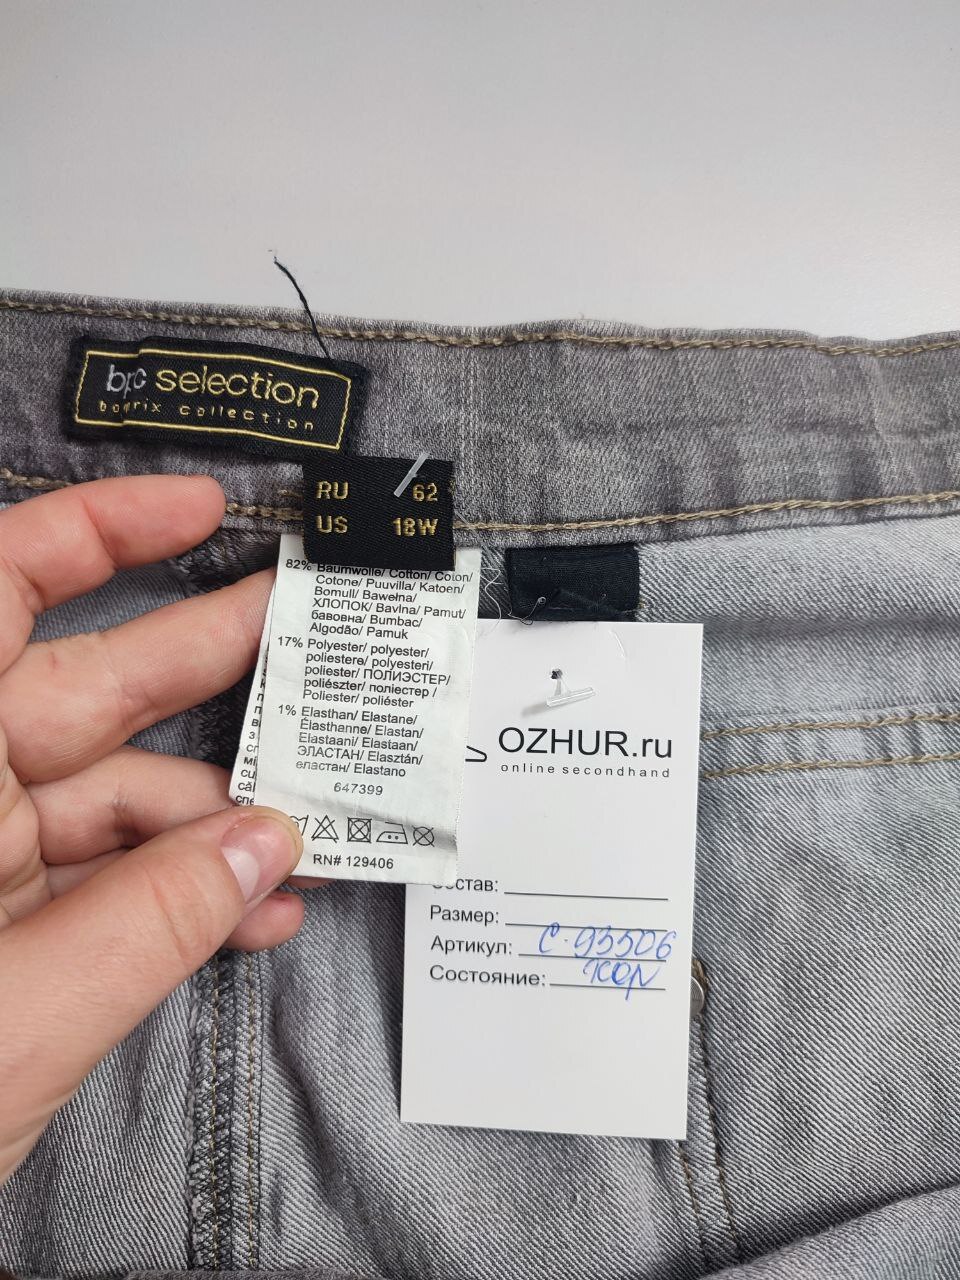 bpc selection
bonprix collection
RU 62
US 18W
82% Baumwolle/ Cotton/ Coton/
Cotone/ Puuvilla/ Katoen/
Bomull/ Bawełna/
ХЛОПОК/ Bavlna/ Pamut/
бавовна/ Bumbac/
Algodão/ Pamuk
17% Polyester/ polyester/
poliestere/ polyesteri/
poliester/ ПОЛИЭСТЕР/
poliészter/ поліестер /
Poliester/ poliéster
1% Elasthan/ Elastane/
Élasthanne/ Elastan/
Elastaani/ Elastaan/
ЭЛАСТАН/ Elasztán/
еластан/ Elastano
647399
RN# 129406
OZHUR.ru
online secondhand
Состав:
Размер:
Артикул: С-93506
Состояние: хор